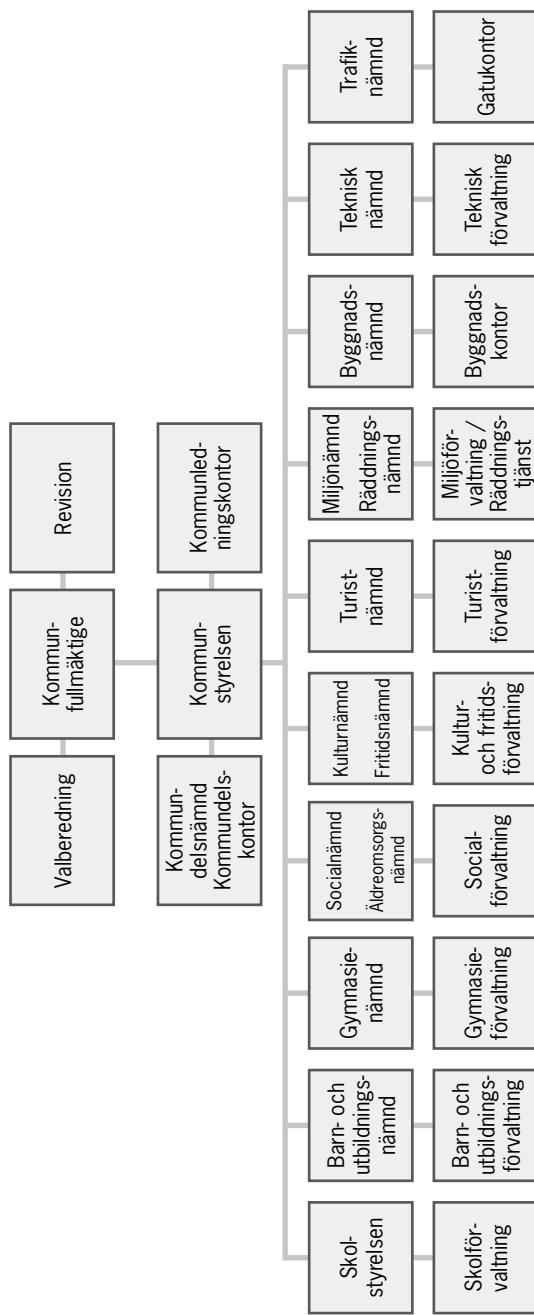 Valberedning
Kommun-
fullmäktige
Revision
Kommun-
delsnämnd
Kommundels-
kontor
Kommun-
styrelsen
Kommunled-
ningskontor
Skol-
styrelsen
Barn- och
utbildnings-
nämnd
Gymnasie-
nämnd
Socialnämnd
Äldreomsorgs-
nämnd
Kulturnämnd
Fritidsnämnd
Turist-
nämnd
Miljönämnd
Räddnings-
nämnd
Byggnads-
nämnd
Teknisk
nämnd
Trafik-
nämnd
Skolför-
valtning
Barn- och
utbildnings-
förvaltning
Gymnasie-
förvaltning
Social-
förvaltning
Kultur-
och fritids-
förvaltning
Turist-
förvaltning
Miljöför-
valtning /
Räddnings-
tjänst
Byggnads-
kontor
Teknisk
förvaltning
Gatukontor